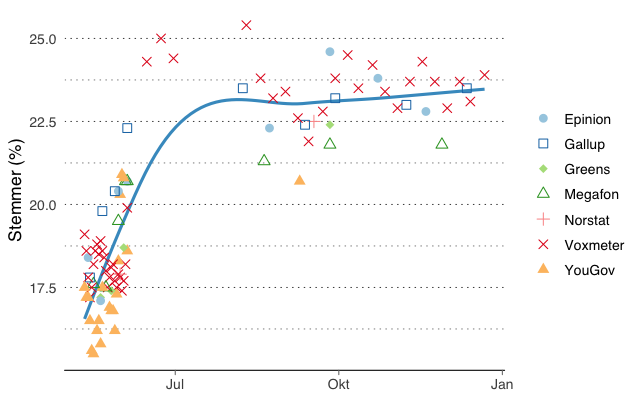 25.0
22.5
20.0
17.5
Stemmer (%)
Jul
Okt
Jan
Epinion
Gallup
Greens
Megafon
Norstat
Voxmeter
YouGov